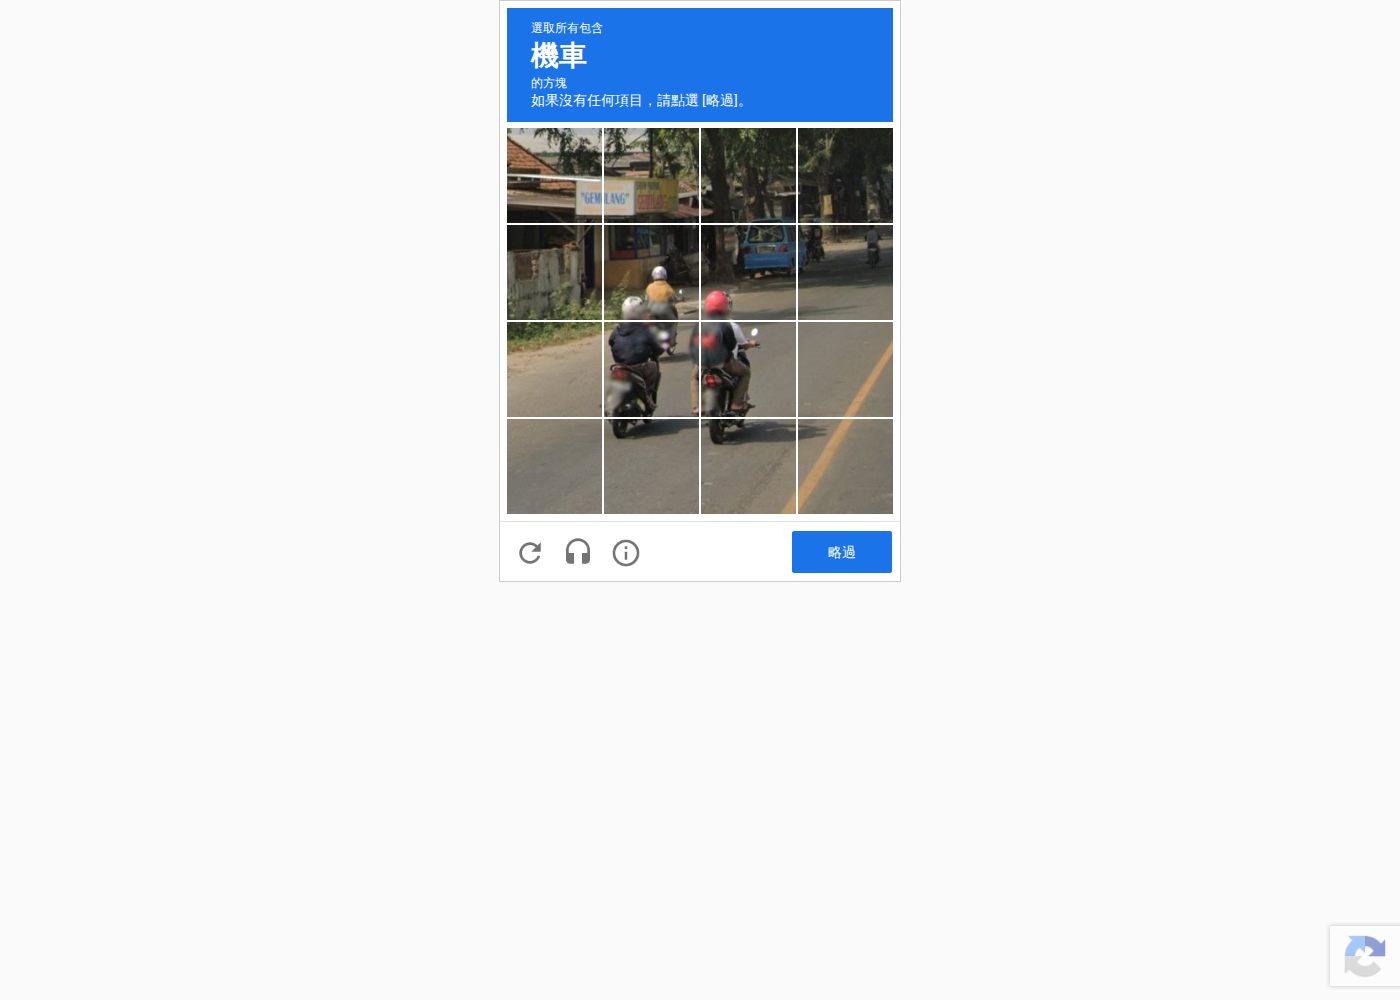 選取所有包含
機車
的方塊
如果沒有任何項目，請點選 [略過]。
"GEMILANG"
略過